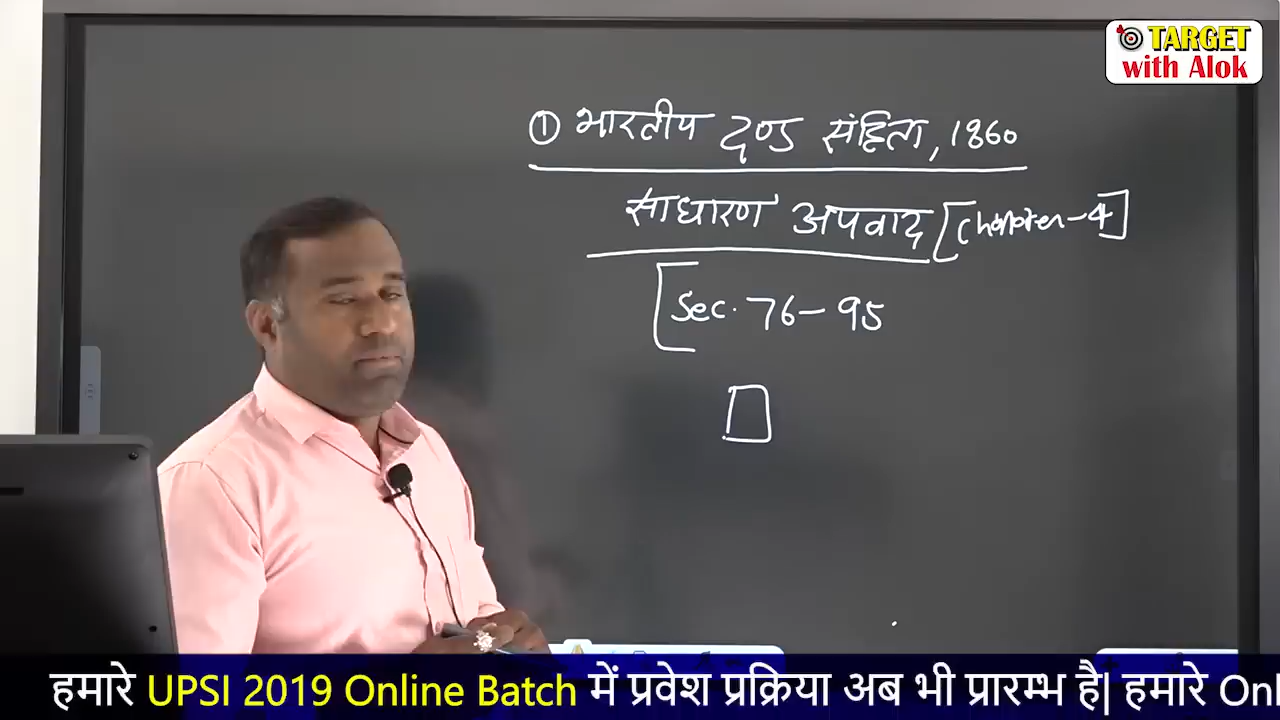 TARGET
with Alok
① भारतीय दण्ड संहिता, 1860
साधारण अपवाद [Chapter-4]
[Sec. 76-95
हमारे UPSI 2019 Online Batch में प्रवेश प्रक्रिया अब भी प्रारम्भ है| हमारे Onl